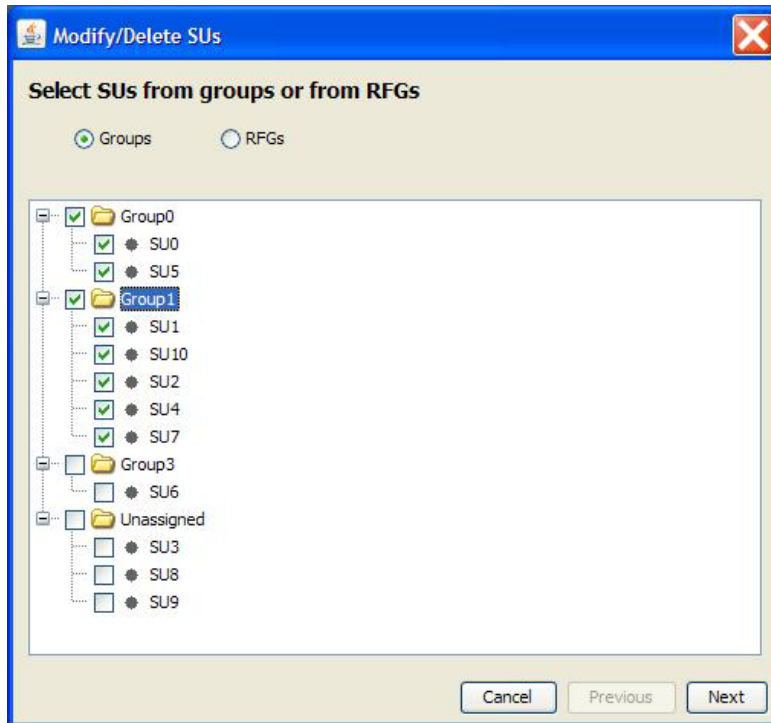 Modify/Delete SUs
Select SUs from groups or from RFGs
Groups RFGs
Group0
SU0
SU5
Group1
SU1
SU10
SU2
SU4
SU7
Group3
SU6
Unassigned
SU3
SU8
SU9
Cancel Previous Next